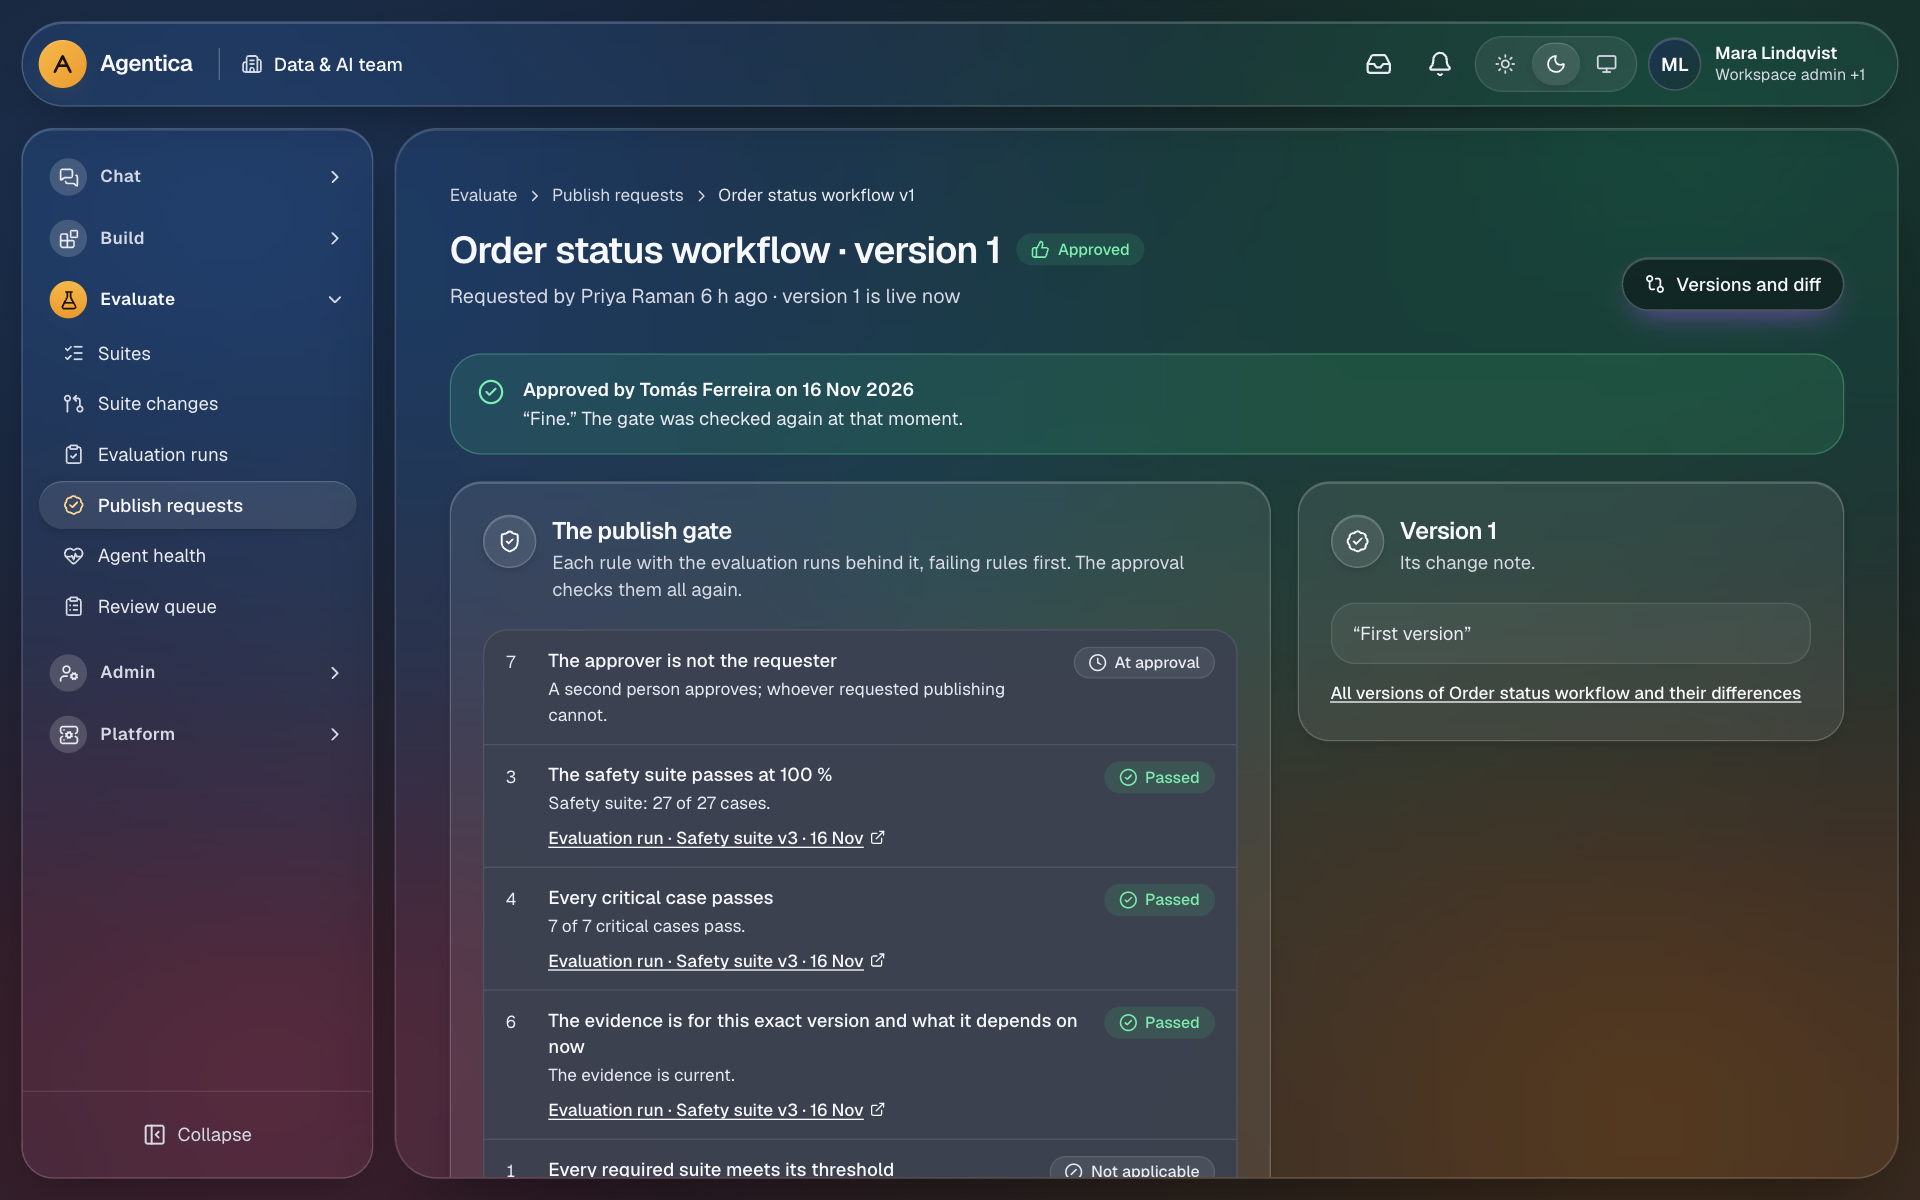 Agentica
Data & AI team
ML
Mara Lindqvist
Workspace admin +1
Chat
Build
Evaluate
Suites
Suite changes
Evaluation runs
Publish requests
Agent health
Review queue
Admin
Platform
Collapse
Evaluate > Publish requests > Order status workflow v1
Order status workflow · version 1
Approved
Requested by Priya Raman 6 h ago · version 1 is live now
Versions and diff
Approved by Tomás Ferreira on 16 Nov 2026
“Fine.” The gate was checked again at that moment.
The publish gate
Each rule with the evaluation runs behind it, failing rules first. The approval
checks them all again.
7 The approver is not the requester
At approval
A second person approves; whoever requested publishing
cannot.
3 The safety suite passes at 100 %
Passed
Safety suite: 27 of 27 cases.
Evaluation run · Safety suite v3 · 16 Nov
4 Every critical case passes
Passed
7 of 7 critical cases pass.
Evaluation run · Safety suite v3 · 16 Nov
6 The evidence is for this exact version and what it depends on
now
Passed
The evidence is current.
Evaluation run · Safety suite v3 · 16 Nov
1 Every required suite meets its threshold
Not applicable
Version 1
Its change note.
“First version”
All versions of Order status workflow and their differences